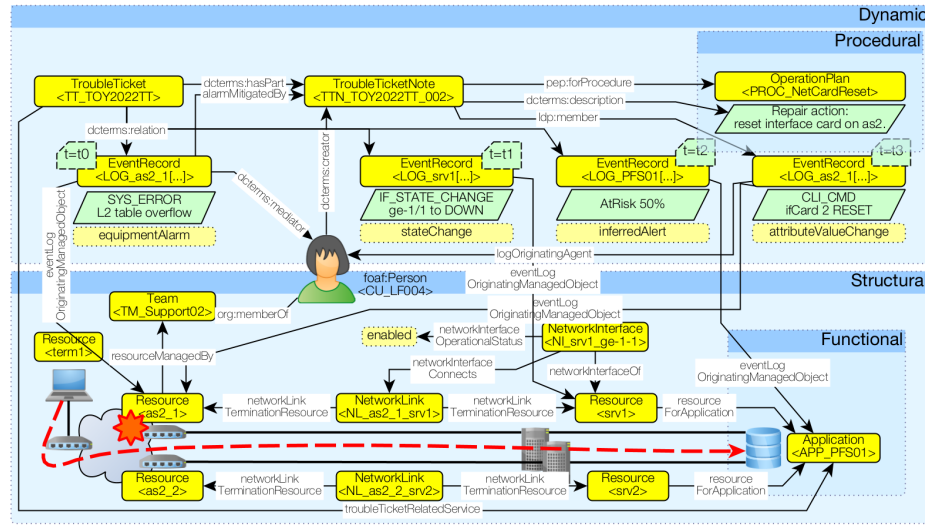 Dynamic
Procedural
TroubleTicket
<TT_TOY2022TT>
dcterms:hasPart
alarmMitigatedBy
TroubleTicketNote
<TTN_TOY2022TT_002>
pep:forProcedure
dcterms:description
ldp:member
OperationPlan
<PROC_NetCardReset>
Repair action:
reset interface card on as2.
dcterms:relation
dcterms:creator
t=t0
EventRecord
<LOG_as2_1[...]>
SYS_ERROR
L2 table overflow
equipmentAlarm
dcterms:mediator
t=t1
EventRecord
<LOG_srv1[...]>
IF_STATE_CHANGE
ge-1/1 to DOWN
stateChange
t=t2
EventRecord
<LOG_PFS01[...]>
AtRisk 50%
inferredAlert
t=t3
EventRecord
<LOG_as2_1[...]>
CLI_CMD
ifCard 2 RESET
attributeValueChange
eventLog
OriginatingManagedObject
logOriginatingAgent
eventLog
OriginatingManagedObject
foaf:Person
<CU_LF004>
Structural
Team
<TM_Support02>
org:memberOf
eventLog
OriginatingManagedObject
Resource
<term1>
resourceManagedBy
enabled
networkInterface
OperationalStatus
NetworkInterface
<NI_srv1_ge-1-1>
Functional
networkInterface
Connects
networkInterfaceOf
eventLog
OriginatingManagedObject
Resource
<as2_1>
networkLink
TerminationResource
NetworkLink
<NL_as2_1_srv1>
networkLink
TerminationResource
Resource
<srv1>
resource
ForApplication
Application
<APP_PFS01>
Resource
<as2_2>
networkLink
TerminationResource
NetworkLink
<NL_as2_2_srv2>
networkLink
TerminationResource
Resource
<srv2>
resource
ForApplication
troubleTicketRelatedService